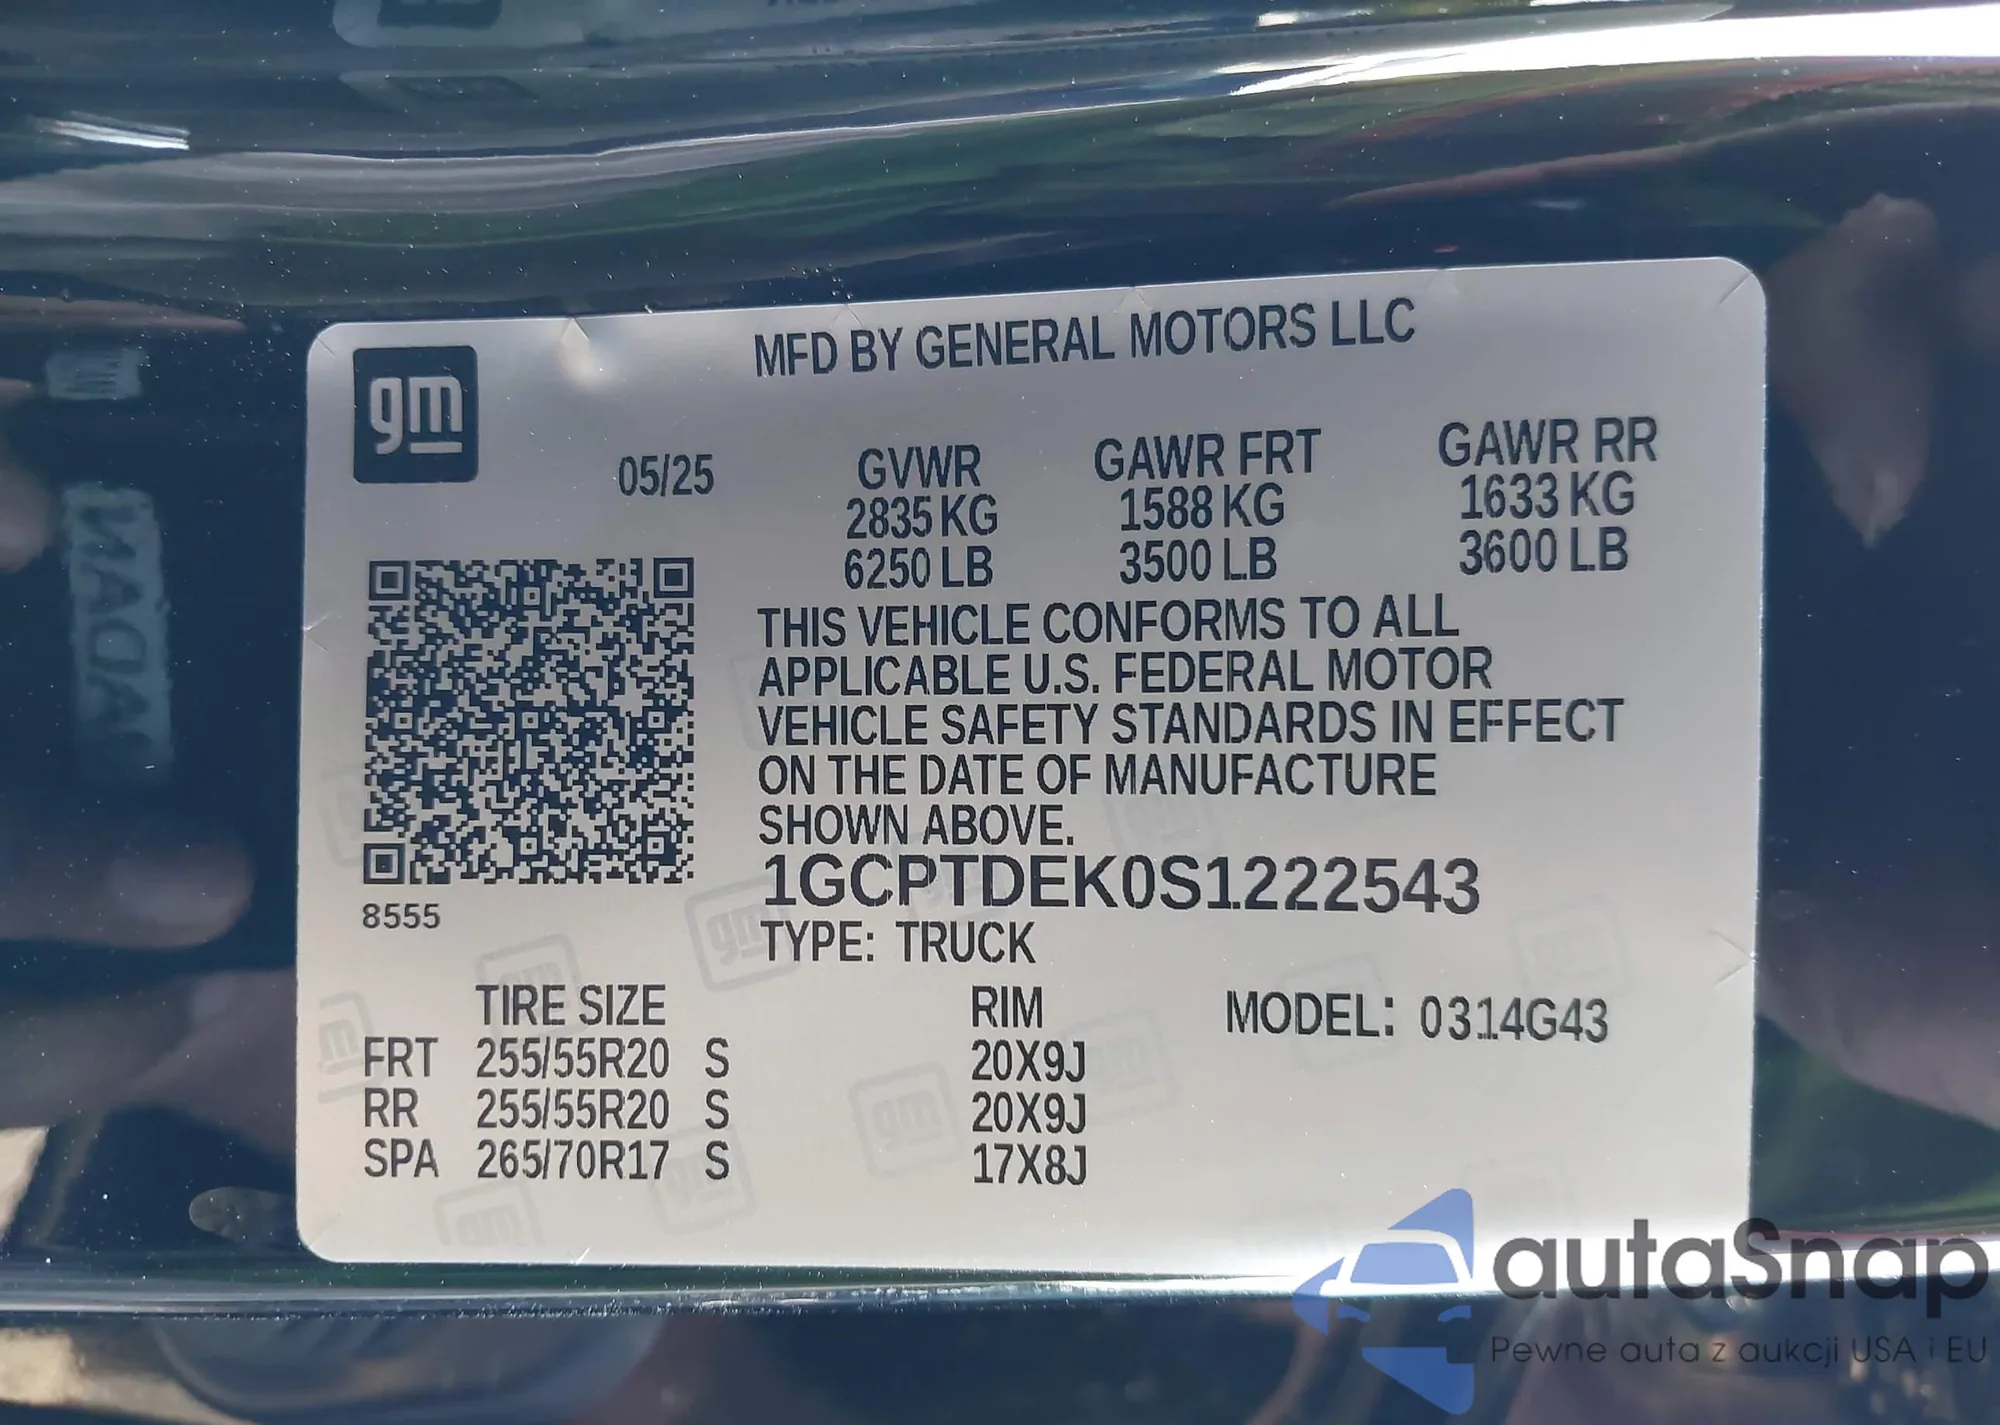 MFD BY GENERAL MOTORS LLC
gm
05/25
GVWR GAWR FRT GAWR RR
2835 KG 1588 KG 1633 KG
6250 LB 3500 LB 3600 LB
THIS VEHICLE CONFORMS TO ALL
APPLICABLE U.S. FEDERAL MOTOR
VEHICLE SAFETY STANDARDS IN EFFECT
ON THE DATE OF MANUFACTURE
SHOWN ABOVE.
1GCPTDEK0S1222543
8555
TYPE: TRUCK
TIRE SIZE RIM MODEL: 0314G43
FRT 255/55R20 S 20X9J
RR 255/55R20 S 20X9J
SPA 265/70R17 S 17X8J
autaSnap
Pewne auta z aukcji USA i EU